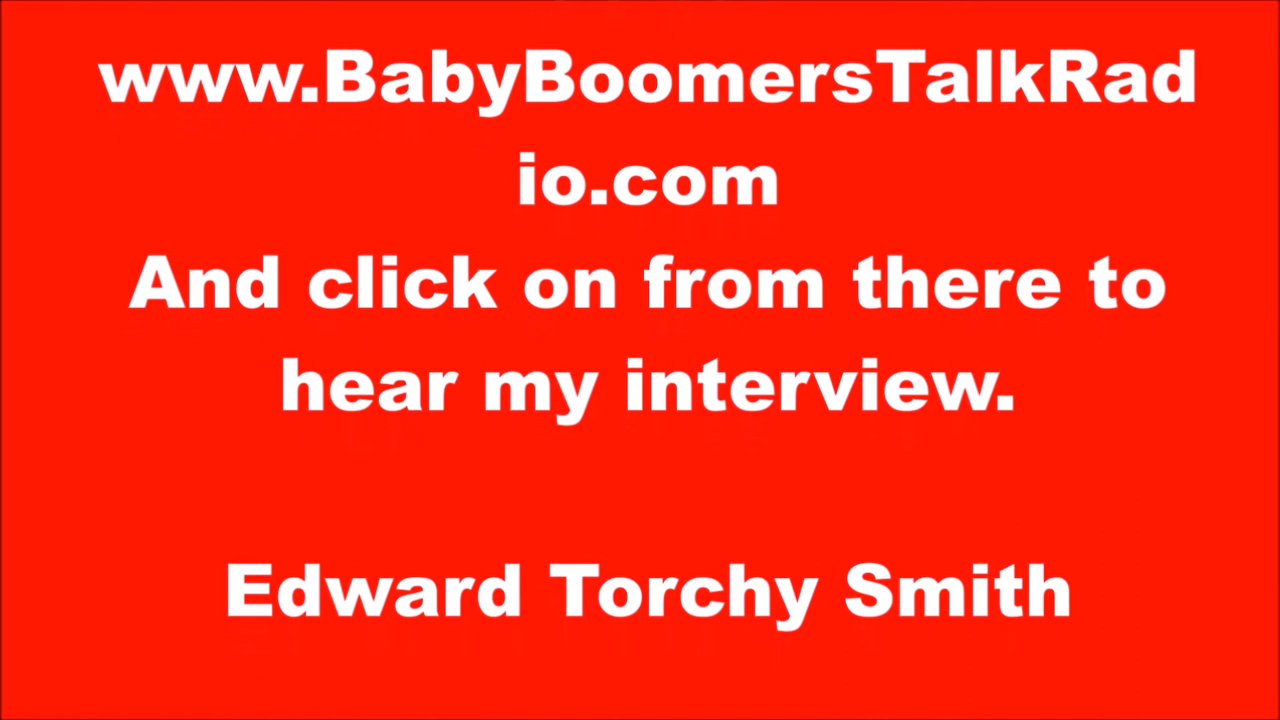 www.BabyBoomersTalkRad
io.com
And click on from there to
hear my interview.
Edward Torchy Smith